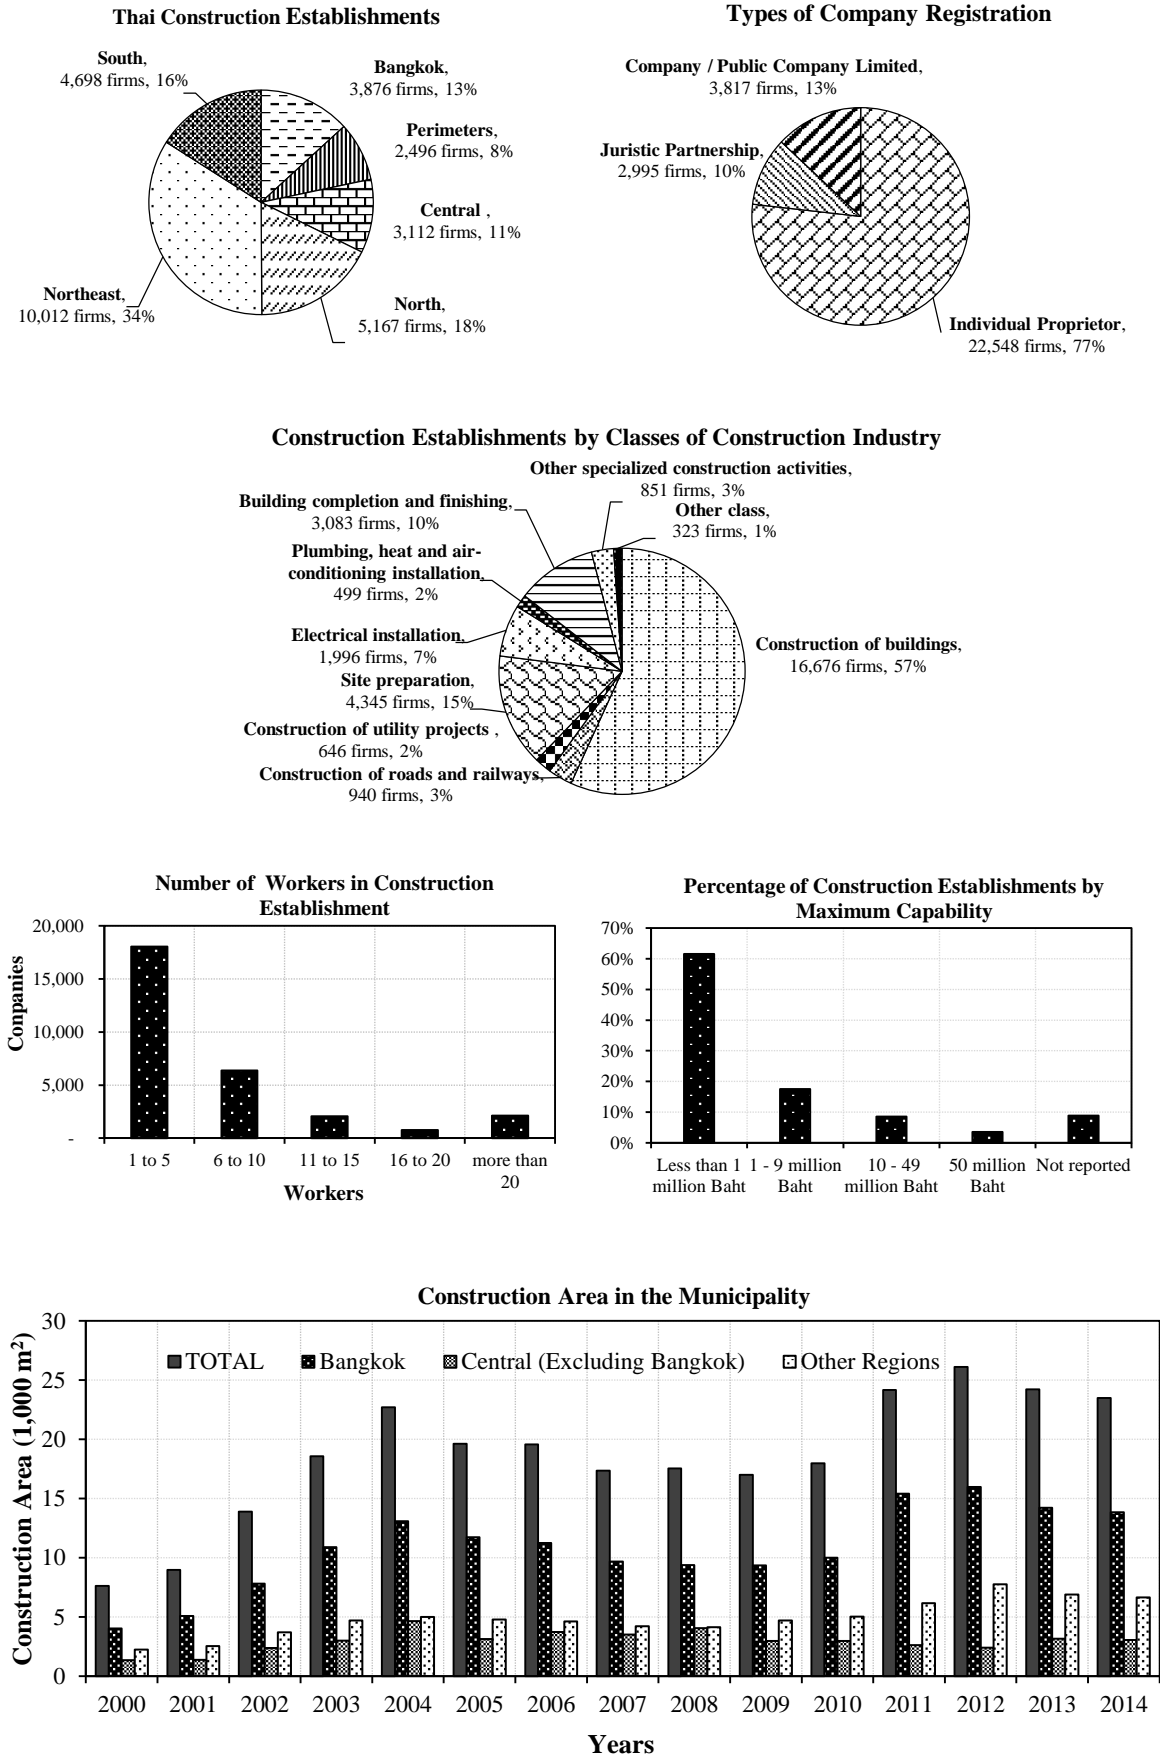 Thai Construction Establishments
South,
4,698 firms, 16%
Bangkok,
3,876 firms, 13%
Perimeters,
2,496 firms, 8%
Central ,
3,112 firms, 11%
Northeast,
10,012 firms, 34%
North,
5,167 firms, 18%
Types of Company Registration
Company / Public Company Limited,
3,817 firms, 13%
Juristic Partnership,
2,995 firms, 10%
Individual Proprietor,
22,548 firms, 77%
Construction Establishments by Classes of Construction Industry
Other specialized construction activities,
851 firms, 3%
Building completion and finishing,
3,083 firms, 10%
Other class,
323 firms, 1%
Plumbing, heat and air-
conditioning installation,
499 firms, 2%
Electrical installation,
1,996 firms, 7%
Construction of buildings,
16,676 firms, 57%
Site preparation,
4,345 firms, 15%
Construction of utility projects ,
646 firms, 2%
Construction of roads and railways,
940 firms, 3%
Number of Workers in Construction
Establishment
Conpanies
20,000
15,000
10,000
5,000
-
1 to 5
6 to 10
11 to 15
16 to 20
more than
20
Workers
Percentage of Construction Establishments by
Maximum Capability
70%
60%
50%
40%
30%
20%
10%
0%
Less than 1
million Baht
1 - 9 million
Baht
10 - 49
million Baht
50 million
Baht
Not reported
Construction Area in the Municipality
Construction Area (1,000 m²)
30
25
20
15
10
5
0
TOTAL
Bangkok
Central (Excluding Bangkok)
Other Regions
2000
2001
2002
2003
2004
2005
2006
2007
2008
2009
2010
2011
2012
2013
2014
Years